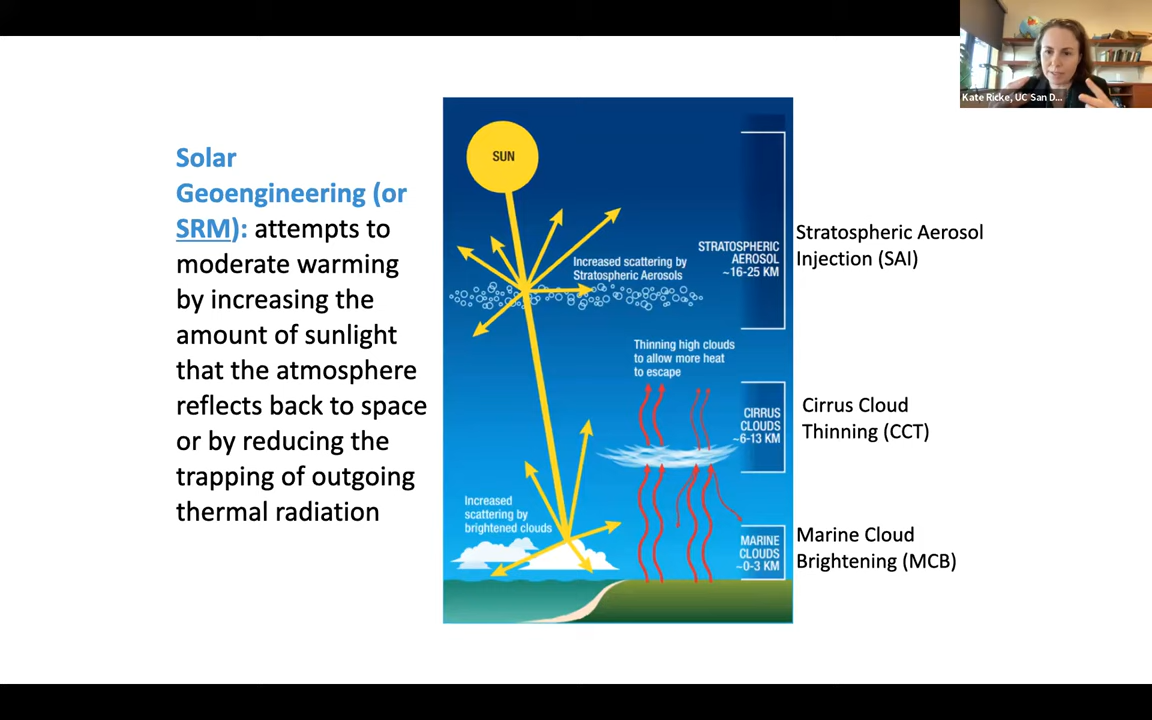 Kate Ricke, UC San D...
Solar
Geoengineering (or
SRM): attempts to
moderate warming
by increasing the
amount of sunlight
that the atmosphere
reflects back to space
or by reducing the
trapping of outgoing
thermal radiation
SUN
Increased scattering by
Stratospheric Aerosols
STRATOSPHERIC
AEROSOL
~16-25 KM
Stratospheric Aerosol
Injection (SAI)
Thinning high clouds
to allow more heat
to escape
CIRRUS
CLOUDS
~6-13 KM
Cirrus Cloud
Thinning (CCT)
Increased
scattering by
brightened clouds
MARINE
CLOUDS
~0-3 KM
Marine Cloud
Brightening (MCB)